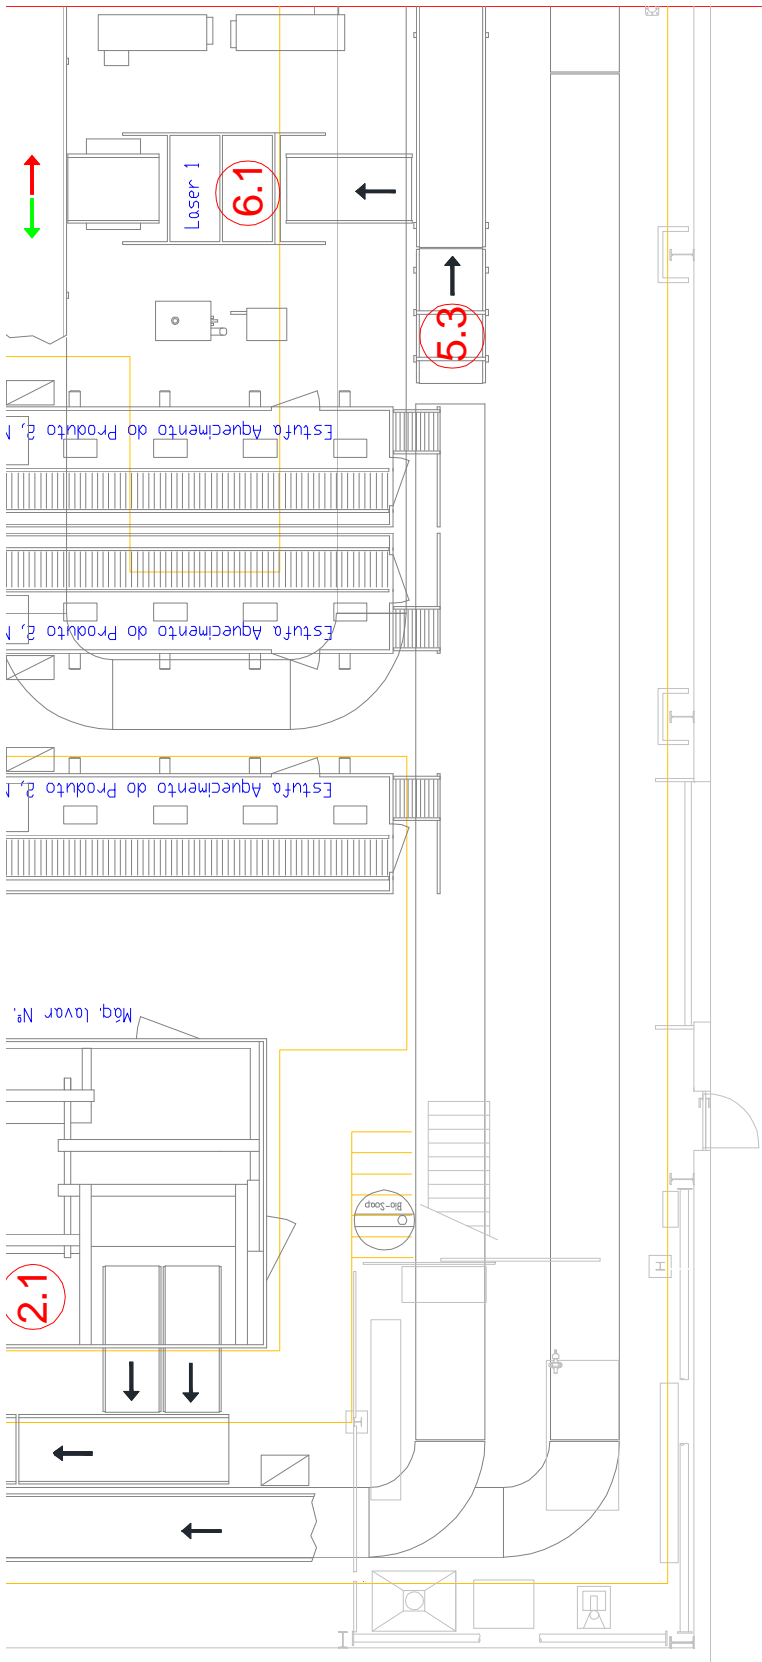 Laser 1
6.1
5.3
Estufa Aquecimento do Produto 2, N
Estufa Aquecimento do Produto 2, N
Estufa Aquecimento do Produto 2, N
Máq. lavar Nº.
Bio-Soap
2.1
H